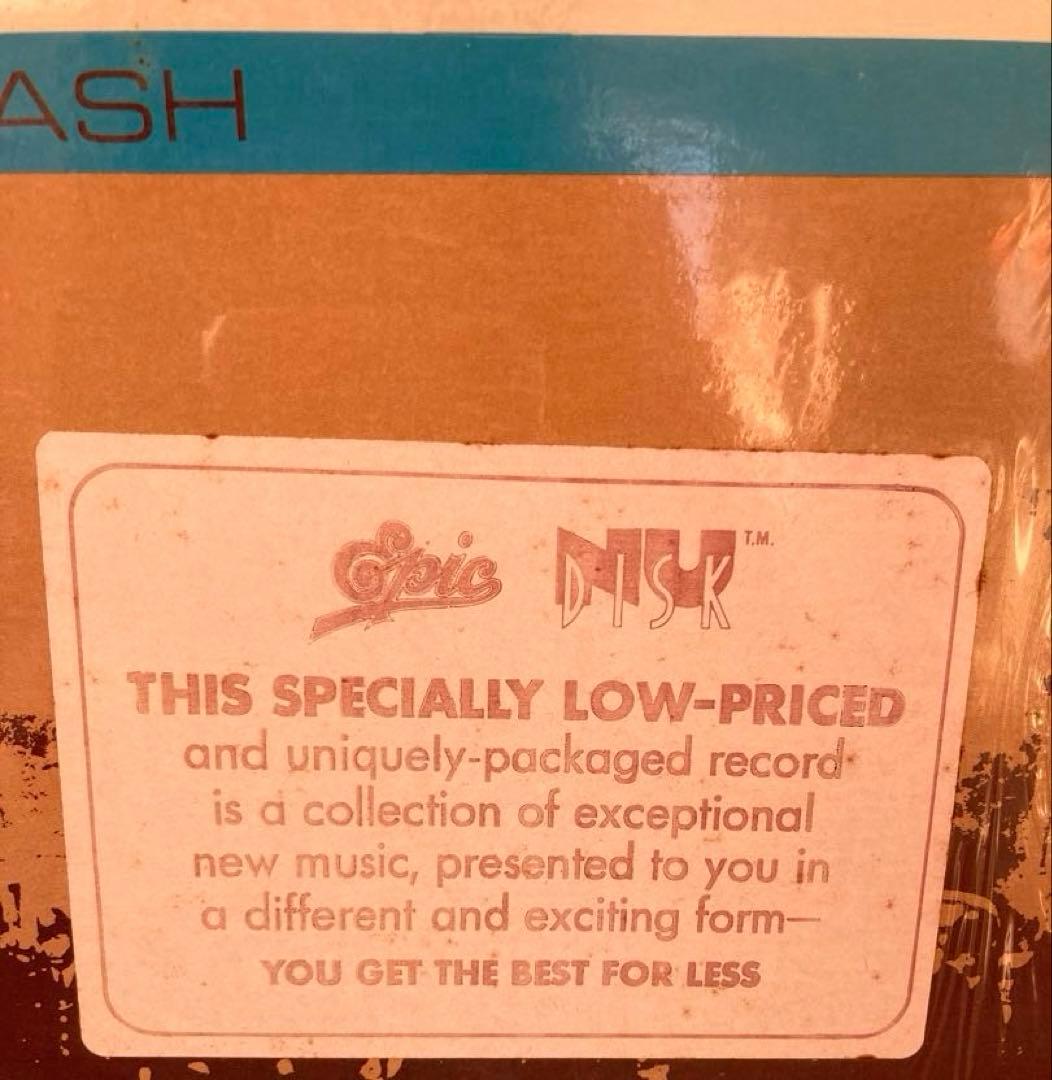 ASH
Epic NU DISK T.M.
THIS SPECIALLY LOW-PRICED
and uniquely-packaged record
is a collection of exceptional
new music, presented to you in
a different and exciting form—
YOU GET THE BEST FOR LESS